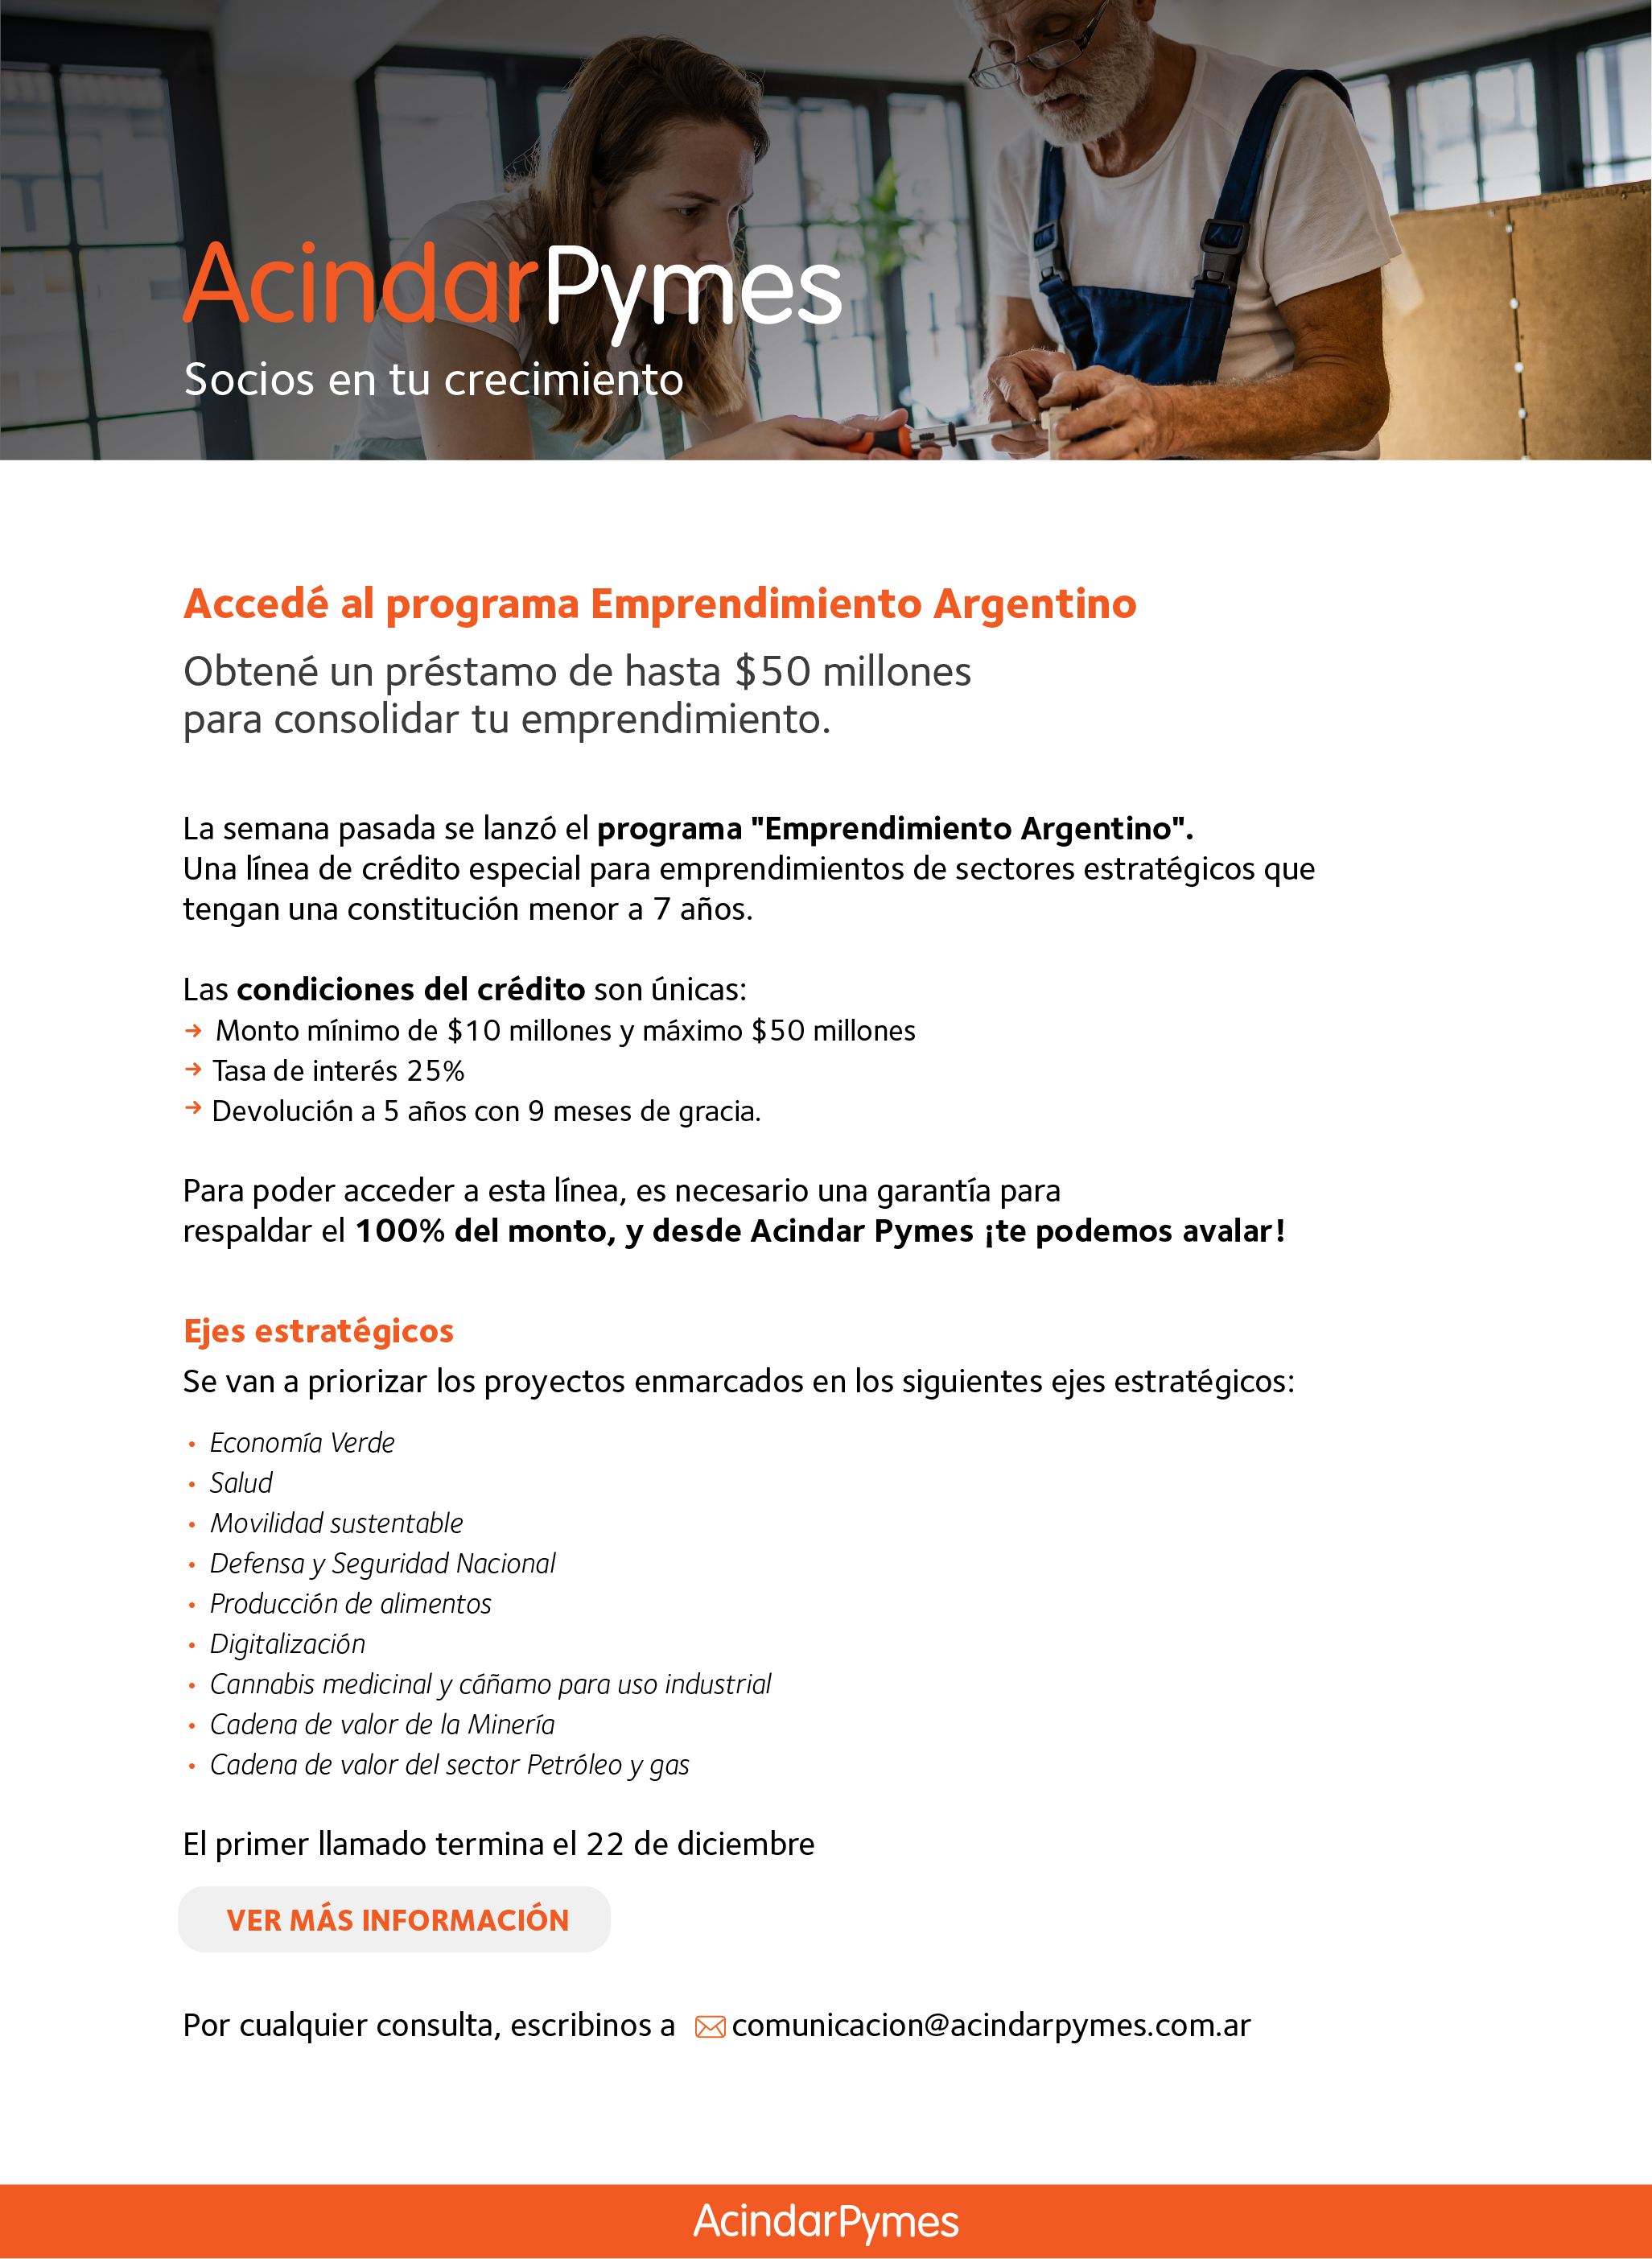 AcindarPymes
Socios en tu crecimiento
Accedé al programa Emprendimiento Argentino
Obtené un préstamo de hasta $50 millones
para consolidar tu emprendimiento.
La semana pasada se lanzó el programa "Emprendimiento Argentino".
Una línea de crédito especial para emprendimientos de sectores estratégicos que
tengan una constitución menor a 7 años.
Las condiciones del crédito son únicas:
→ Monto mínimo de $10 millones y máximo $50 millones
→ Tasa de interés 25%
→ Devolución a 5 años con 9 meses de gracia.
Para poder acceder a esta línea, es necesario una garantía para
respaldar el 100% del monto, y desde Acindar Pymes ¡te podemos avalar!
Ejes estratégicos
Se van a priorizar los proyectos enmarcados en los siguientes ejes estratégicos:
• Economía Verde
• Salud
• Movilidad sustentable
• Defensa y Seguridad Nacional
• Producción de alimentos
• Digitalización
• Cannabis medicinal y cáñamo para uso industrial
• Cadena de valor de la Minería
• Cadena de valor del sector Petróleo y gas
El primer llamado termina el 22 de diciembre
VER MÁS INFORMACIÓN
Por cualquier consulta, escribinos a comunicacion@acindarpymes.com.ar
AcindarPymes